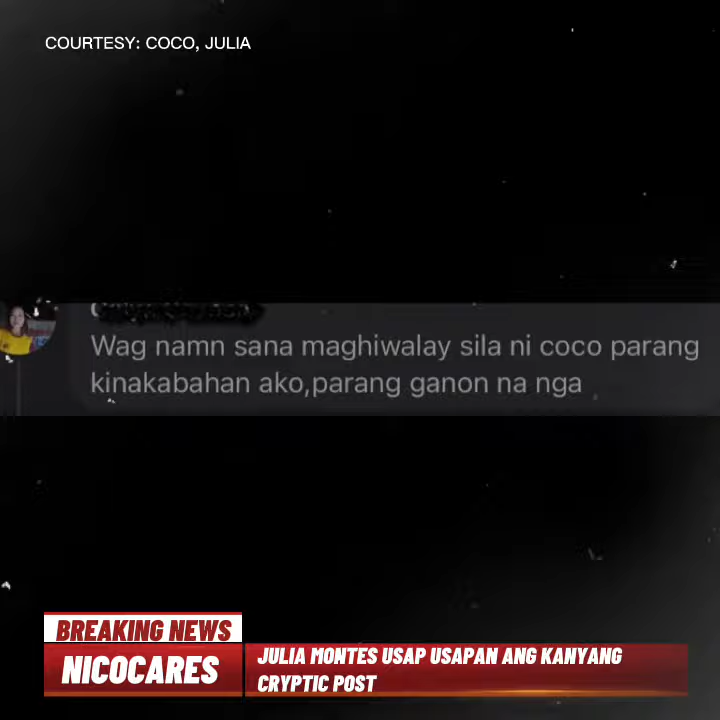 COURTESY: COCO, JULIA
Wag namn sana maghiwalay sila ni coco parang
kinakabahan ako,parang ganon na nga
BREAKING NEWS
NICOCARES
JULIA MONTES USAP USAPAN ANG KANYANG
CRYPTIC POST